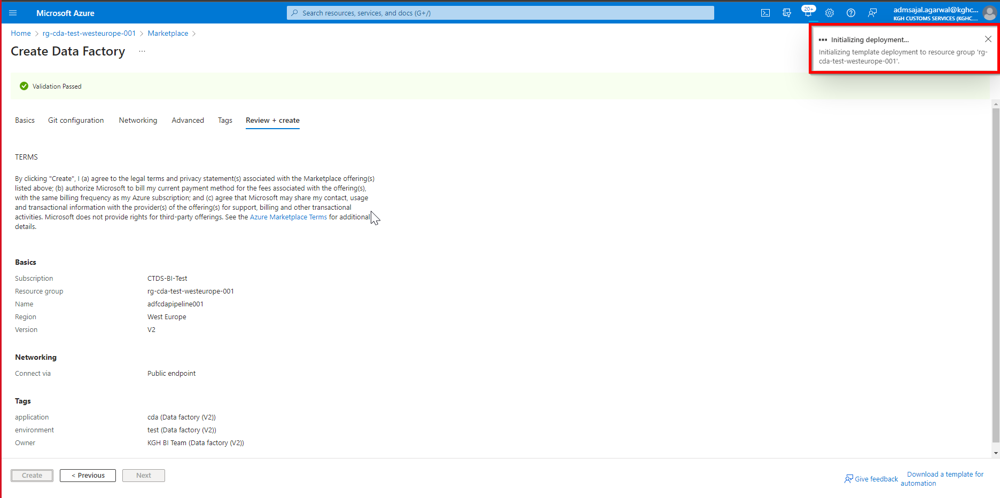 Microsoft Azure
Search resources, services, and docs (G+/)
20+
admsajal.agarwal@kghc...
KGH CUSTOMS SERVICES (KGHC....
Home > rg-cda-test-westeurope-001 > Marketplace >
Create Data Factory ...
Initializing deployment...
Initializing template deployment to resource group 'rg-
cda-test-westeurope-001'.
Validation Passed
Basics Git configuration Networking Advanced Tags Review + create
TERMS
By clicking "Create", I (a) agree to the legal terms and privacy statement(s) associated with the Marketplace offering(s)
listed above; (b) authorize Microsoft to bill my current payment method for the fees associated with the offering(s),
with the same billing frequency as my Azure subscription; and (c) agree that Microsoft may share my contact, usage
and transactional information with the provider(s) of the offering(s) for support, billing and other transactional
activities. Microsoft does not provide rights for third-party offerings. See the Azure Marketplace Terms for additional
details.
Basics
Subscription CTDS-BI-Test
Resource group rg-cda-test-westeurope-001
Name adfcdapipeline001
Region West Europe
Version V2
Networking
Connect via Public endpoint
Tags
application cda (Data factory (V2))
environment test (Data factory (V2))
Owner KGH BI Team (Data factory (V2))
Create < Previous Next
Give feedback
Download a template for
automation